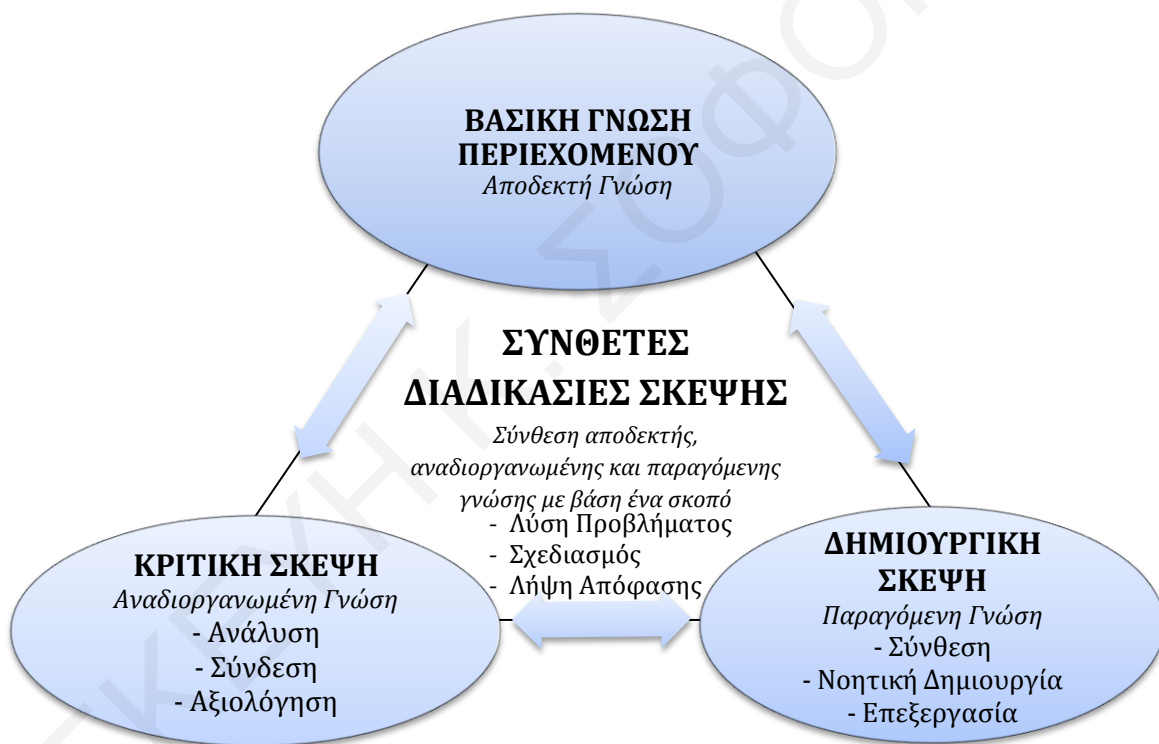 ΒΑΣΙΚΗ ΓΝΩΣΗ
ΠΕΡΙΕΧΟΜΕΝΟΥ
Αποδεκτή Γνώση
ΣΥΝΘΕΤΕΣ
ΔΙΑΔΙΚΑΣΙΕΣ ΣΚΕΨΗΣ
Σύνθεση αποδεκτής,
αναδιοργανωμένης και παραγόμενης
γνώσης με βάση ένα σκοπό
- Λύση Προβλήματος
- Σχεδιασμός
- Λήψη Απόφασης
ΚΡΙΤΙΚΗ ΣΚΕΨΗ
Αναδιοργανωμένη Γνώση
- Ανάλυση
- Σύνδεση
- Αξιολόγηση
ΔΗΜΙΟΥΡΓΙΚΗ
ΣΚΕΨΗ
Παραγόμενη Γνώση
- Σύνθεση
- Νοητική Δημιουργία
- Επεξεργασία